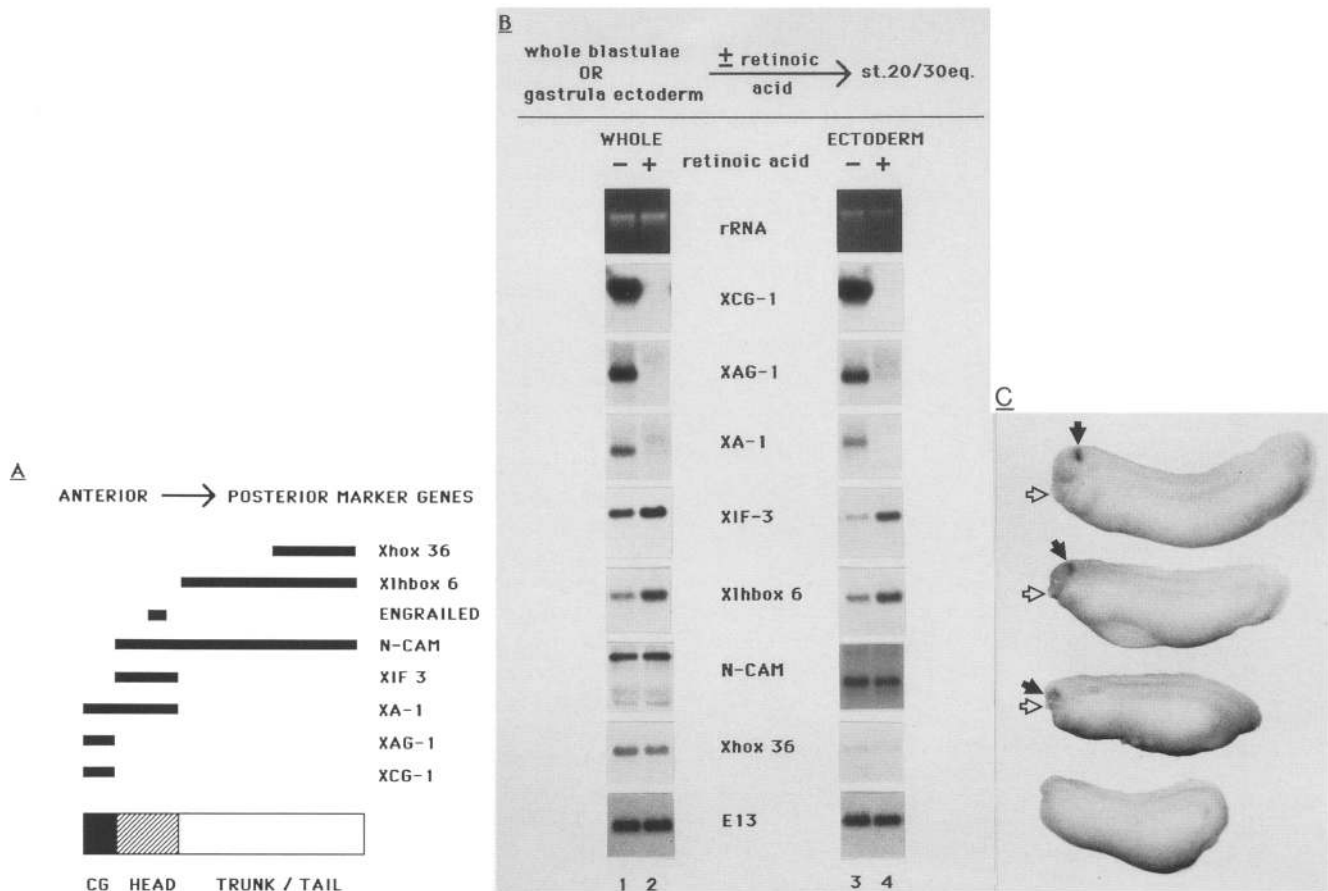 A
ANTERIOR → POSTERIOR MARKER GENES
Xhox 36
Xlhbox 6
ENGRAILED
N-CAM
XIF 3
XA-1
XAG-1
XCG-1
CG HEAD TRUNK / TAIL
B
whole blastulae
OR
gastrula ectoderm
± retinoic
acid
st.20/30eq.
WHOLE ECTODERM
− + retinoic acid − +
rRNA
XCG-1
XAG-1
XA-1
XIF-3
Xlhbox 6
N-CAM
Xhox 36
E13
1 2 3 4
C